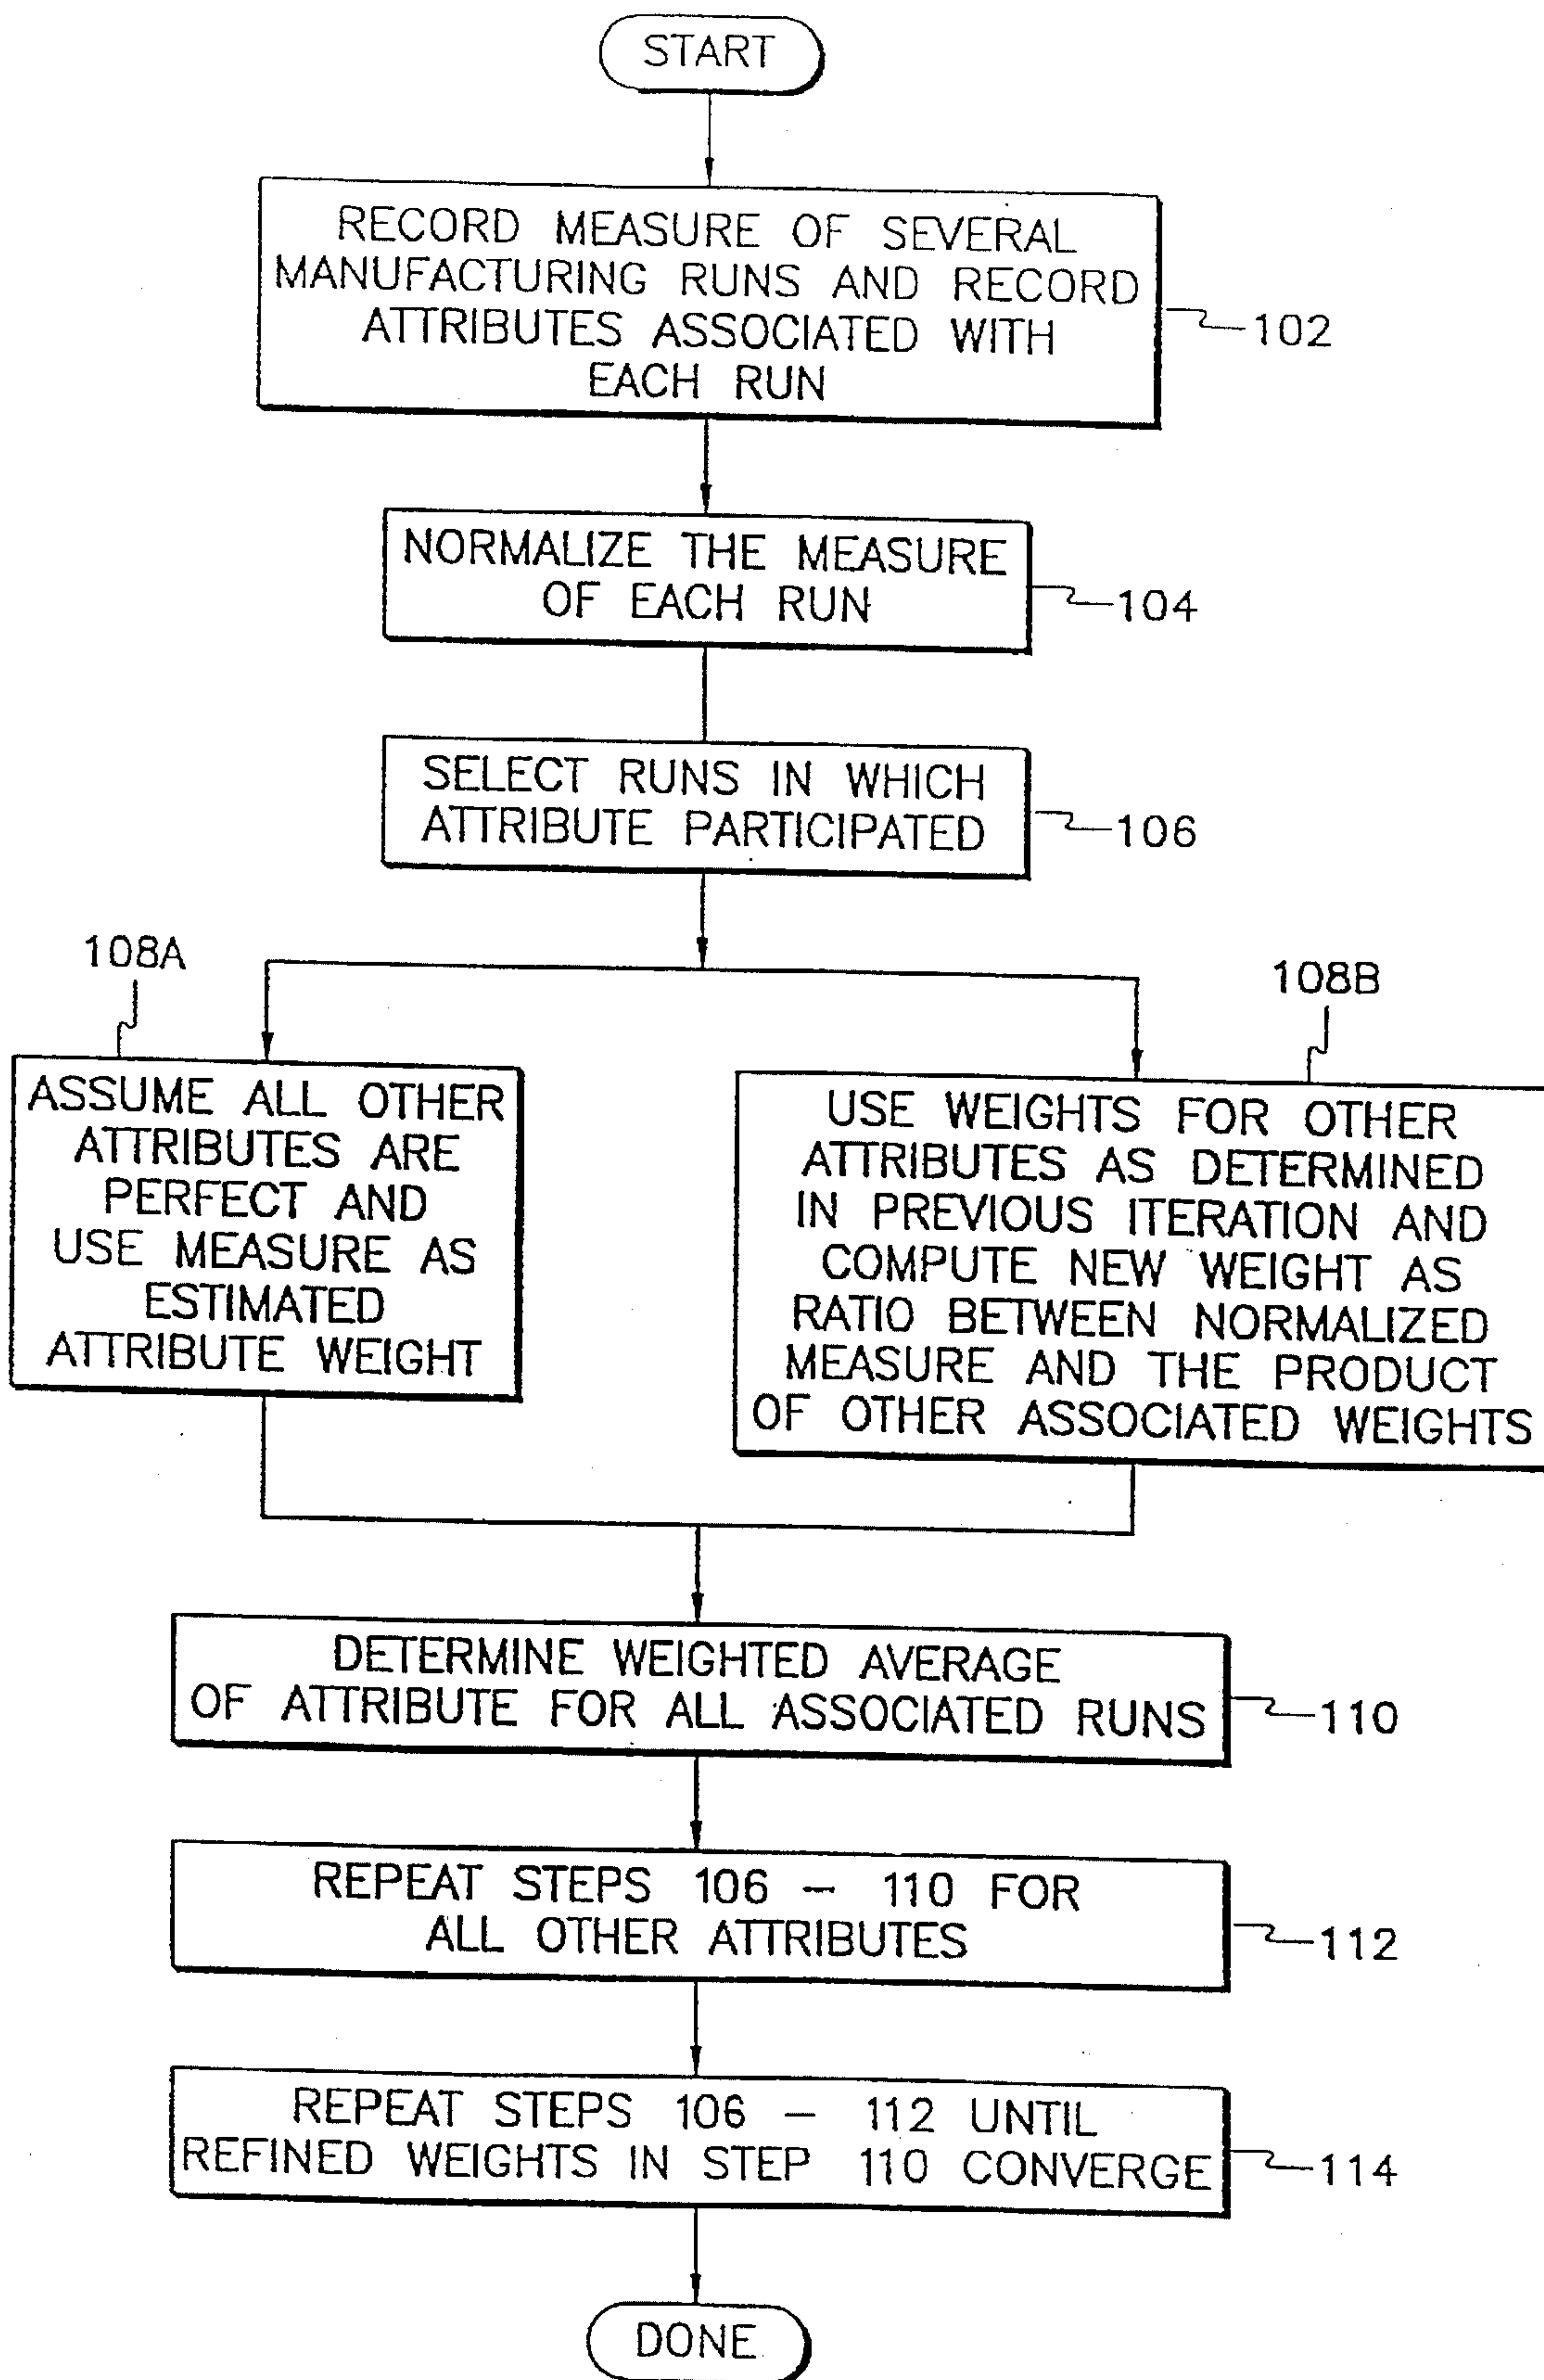 START
RECORD MEASURE OF SEVERAL
MANUFACTURING RUNS AND RECORD
ATTRIBUTES ASSOCIATED WITH
EACH RUN
102
NORMALIZE THE MEASURE
OF EACH RUN
104
SELECT RUNS IN WHICH
ATTRIBUTE PARTICIPATED
106
108A
ASSUME ALL OTHER
ATTRIBUTES ARE
PERFECT AND
USE MEASURE AS
ESTIMATED
ATTRIBUTE WEIGHT
108B
USE WEIGHTS FOR OTHER
ATTRIBUTES AS DETERMINED
IN PREVIOUS ITERATION AND
COMPUTE NEW WEIGHT AS
RATIO BETWEEN NORMALIZED
MEASURE AND THE PRODUCT
OF OTHER ASSOCIATED WEIGHTS
DETERMINE WEIGHTED AVERAGE
OF ATTRIBUTE FOR ALL ASSOCIATED RUNS
110
REPEAT STEPS 106 – 110 FOR
ALL OTHER ATTRIBUTES
112
REPEAT STEPS 106 – 112 UNTIL
REFINED WEIGHTS IN STEP 110 CONVERGE
114
DONE